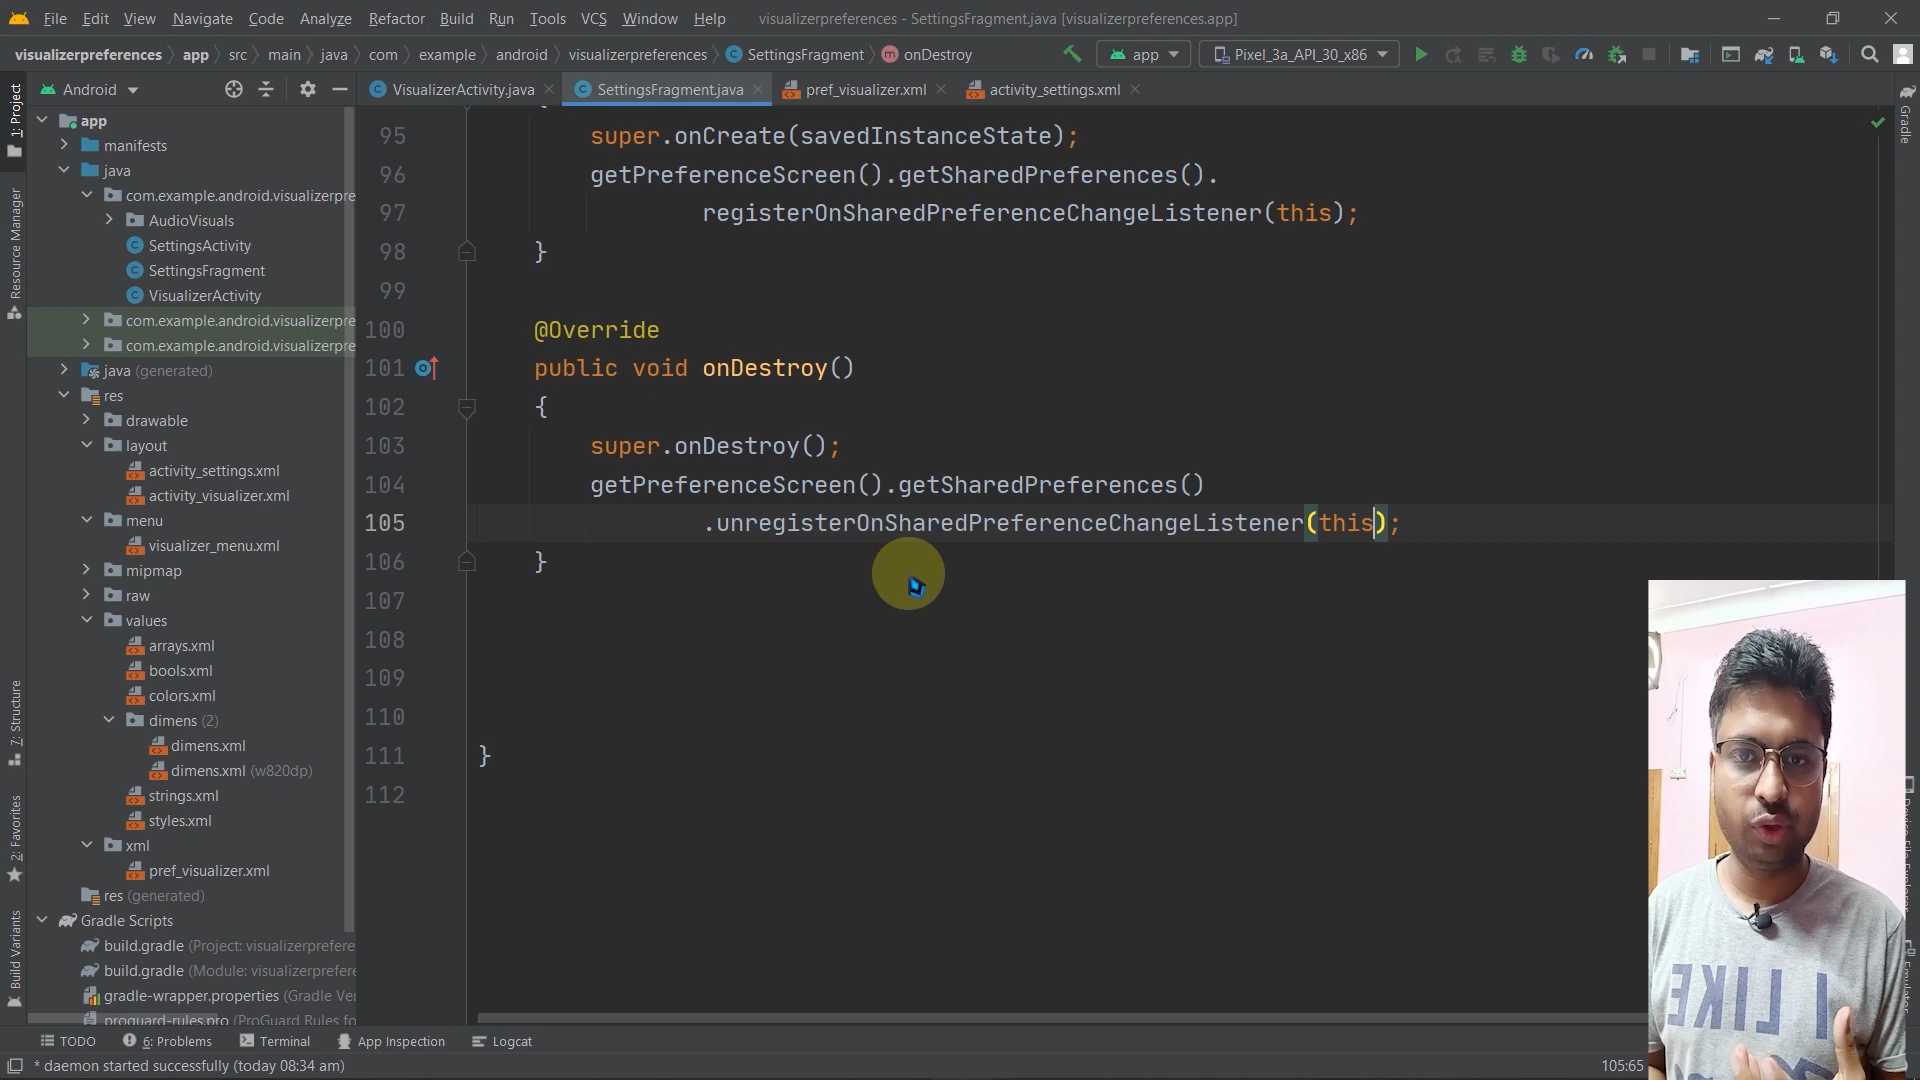 File Edit View Navigate Code Analyze Refactor Build Run Tools VCS Window Help visualizerpreferences - SettingsFragment.java [visualizerpreferences.app]
visualizerpreferences app src main java com example android visualizerpreferences SettingsFragment onDestroy app Pixel_3a_API_30_x86
Android VisualizerActivity.java SettingsFragment.java pref_visualizer.xml activity_settings.xml
1: Project
Resource Manager
7: Structure
2: Favorites
Build Variants
app
manifests
java
com.example.android.visualizerpre
AudioVisuals
SettingsActivity
SettingsFragment
VisualizerActivity
com.example.android.visualizerpre
com.example.android.visualizerpre
java (generated)
res
drawable
layout
activity_settings.xml
activity_visualizer.xml
menu
visualizer_menu.xml
mipmap
raw
values
arrays.xml
bools.xml
colors.xml
dimens (2)
dimens.xml
dimens.xml (w820dp)
strings.xml
styles.xml
xml
pref_visualizer.xml
res (generated)
Gradle Scripts
build.gradle (Project: visualizerprefere
build.gradle (Module: visualizerprefere
gradle-wrapper.properties (Gradle Ver
proguard-rules.pro (ProGuard Rules fo
95 super.onCreate(savedInstanceState);
96 getPreferenceScreen().getSharedPreferences().
97 registerOnSharedPreferenceChangeListener(this);
98 }
99
100 @Override
101 public void onDestroy()
102 {
103 super.onDestroy();
104 getPreferenceScreen().getSharedPreferences()
105 .unregisterOnSharedPreferenceChangeListener(this);
106 }
107
108
109
110
111 }
112
Gradle
I LIKE
TODO 6: Problems Terminal App Inspection Logcat
* daemon started successfully (today 08:34 am) 105:65